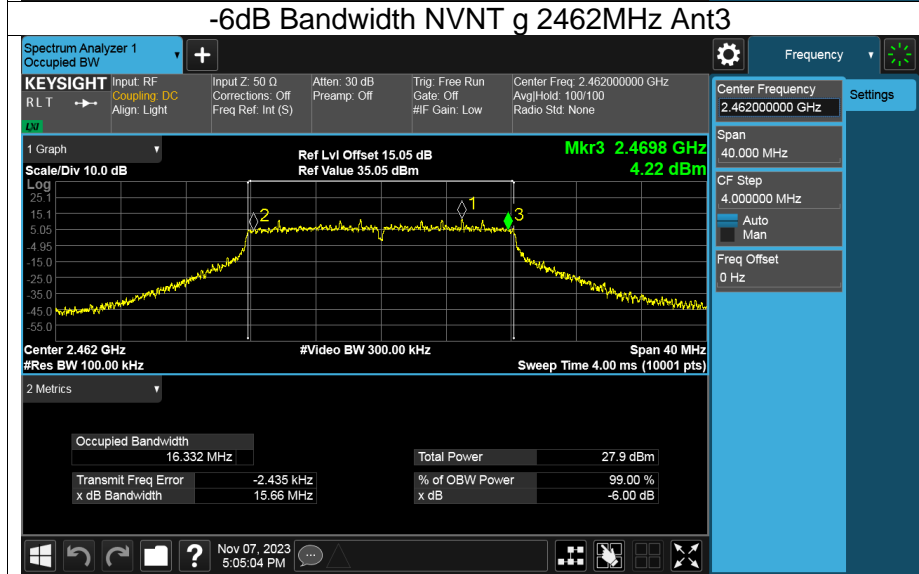 -6dB Bandwidth NVNT g 2462MHz Ant3
Spectrum Analyzer 1
Occupied BW
+
Frequency
KEYSIGHT
R L T
LXI
Input: RF
Coupling: DC
Align: Light
Input Z: 50 Ω
Corrections: Off
Freq Ref: Int (S)
Atten: 30 dB
Preamp: Off
Trig: Free Run
Gate: Off
#IF Gain: Low
Center Freq: 2.462000000 GHz
Avg|Hold: 100/100
Radio Std: None
Center Frequency
2.462000000 GHz
Settings
Span
40.000 MHz
CF Step
4.000000 MHz
Auto
Man
Freq Offset
0 Hz
1 Graph
Scale/Div 10.0 dB
Ref Lvl Offset 15.05 dB
Ref Value 35.05 dBm
Mkr3 2.4698 GHz
4.22 dBm
Log
25.1
15.1
5.05
-4.95
-15.0
-25.0
-35.0
-45.0
-55.0
2
1
3
Center 2.462 GHz
#Video BW 300.00 kHz
Span 40 MHz
#Res BW 100.00 kHz
Sweep Time 4.00 ms (10001 pts)
2 Metrics
Occupied Bandwidth
16.332 MHz
Total Power 27.9 dBm
Transmit Freq Error -2.435 kHz
% of OBW Power 99.00 %
x dB Bandwidth 15.66 MHz
x dB -6.00 dB
?
Nov 07, 2023
5:05:04 PM